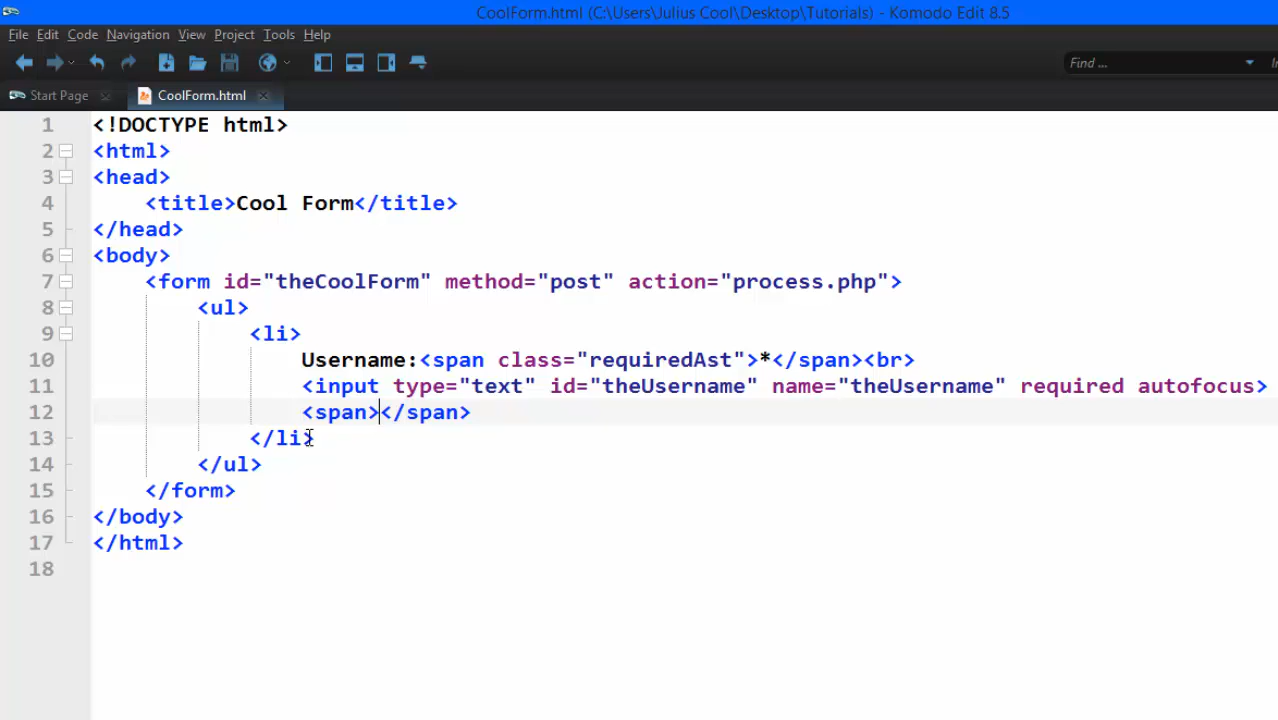 CoolForm.html (C:\Users\Julius Cool\Desktop\Tutorials) - Komodo Edit 8.5
File Edit Code Navigation View Project Tools Help
Find ...
Start Page CoolForm.html
1 <!DOCTYPE html>
2 <html>
3 <head>
4 <title>Cool Form</title>
5 </head>
6 <body>
7 <form id="theCoolForm" method="post" action="process.php">
8 <ul>
9 <li>
10 Username:<span class="requiredAst">*</span><br>
11 <input type="text" id="theUsername" name="theUsername" required autofocus>
12 <span></span>
13 </li>
14 </ul>
15 </form>
16 </body>
17 </html>
18